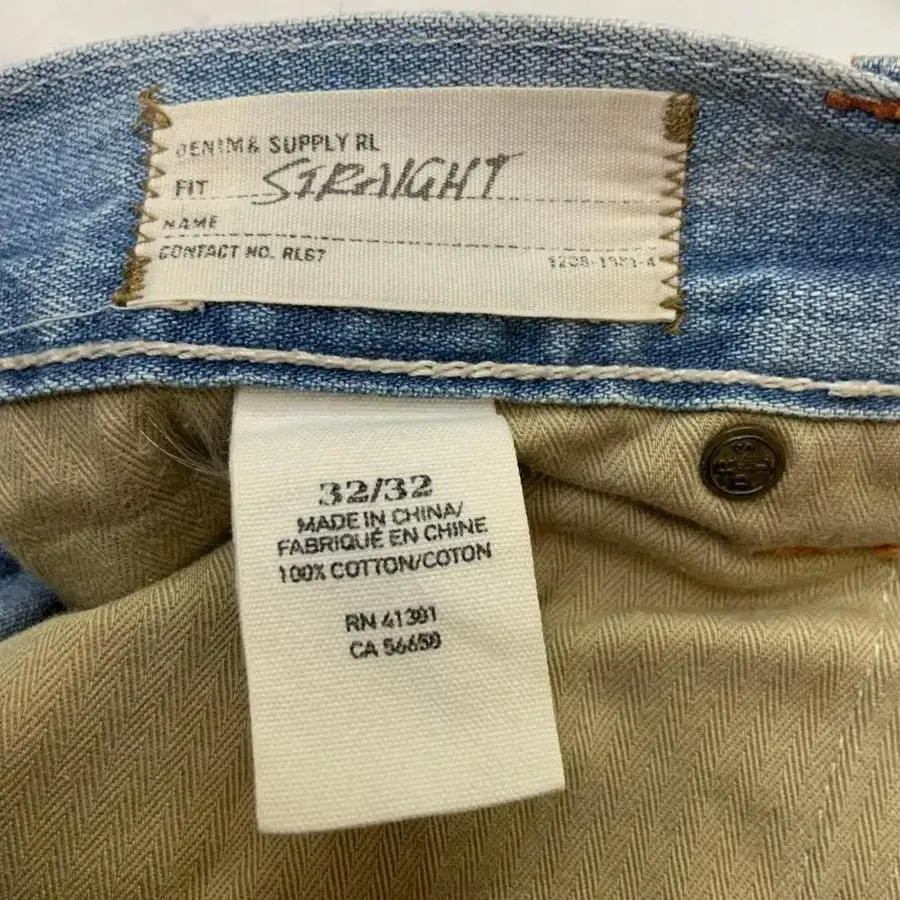 DENIM & SUPPLY RL
FIT STRAIGHT
NAME
CONTACT NO. RL67
32/32
MADE IN CHINA/
FABRIQUÉ EN CHINE
100% COTTON/COTON
RN 41381
CA 56650